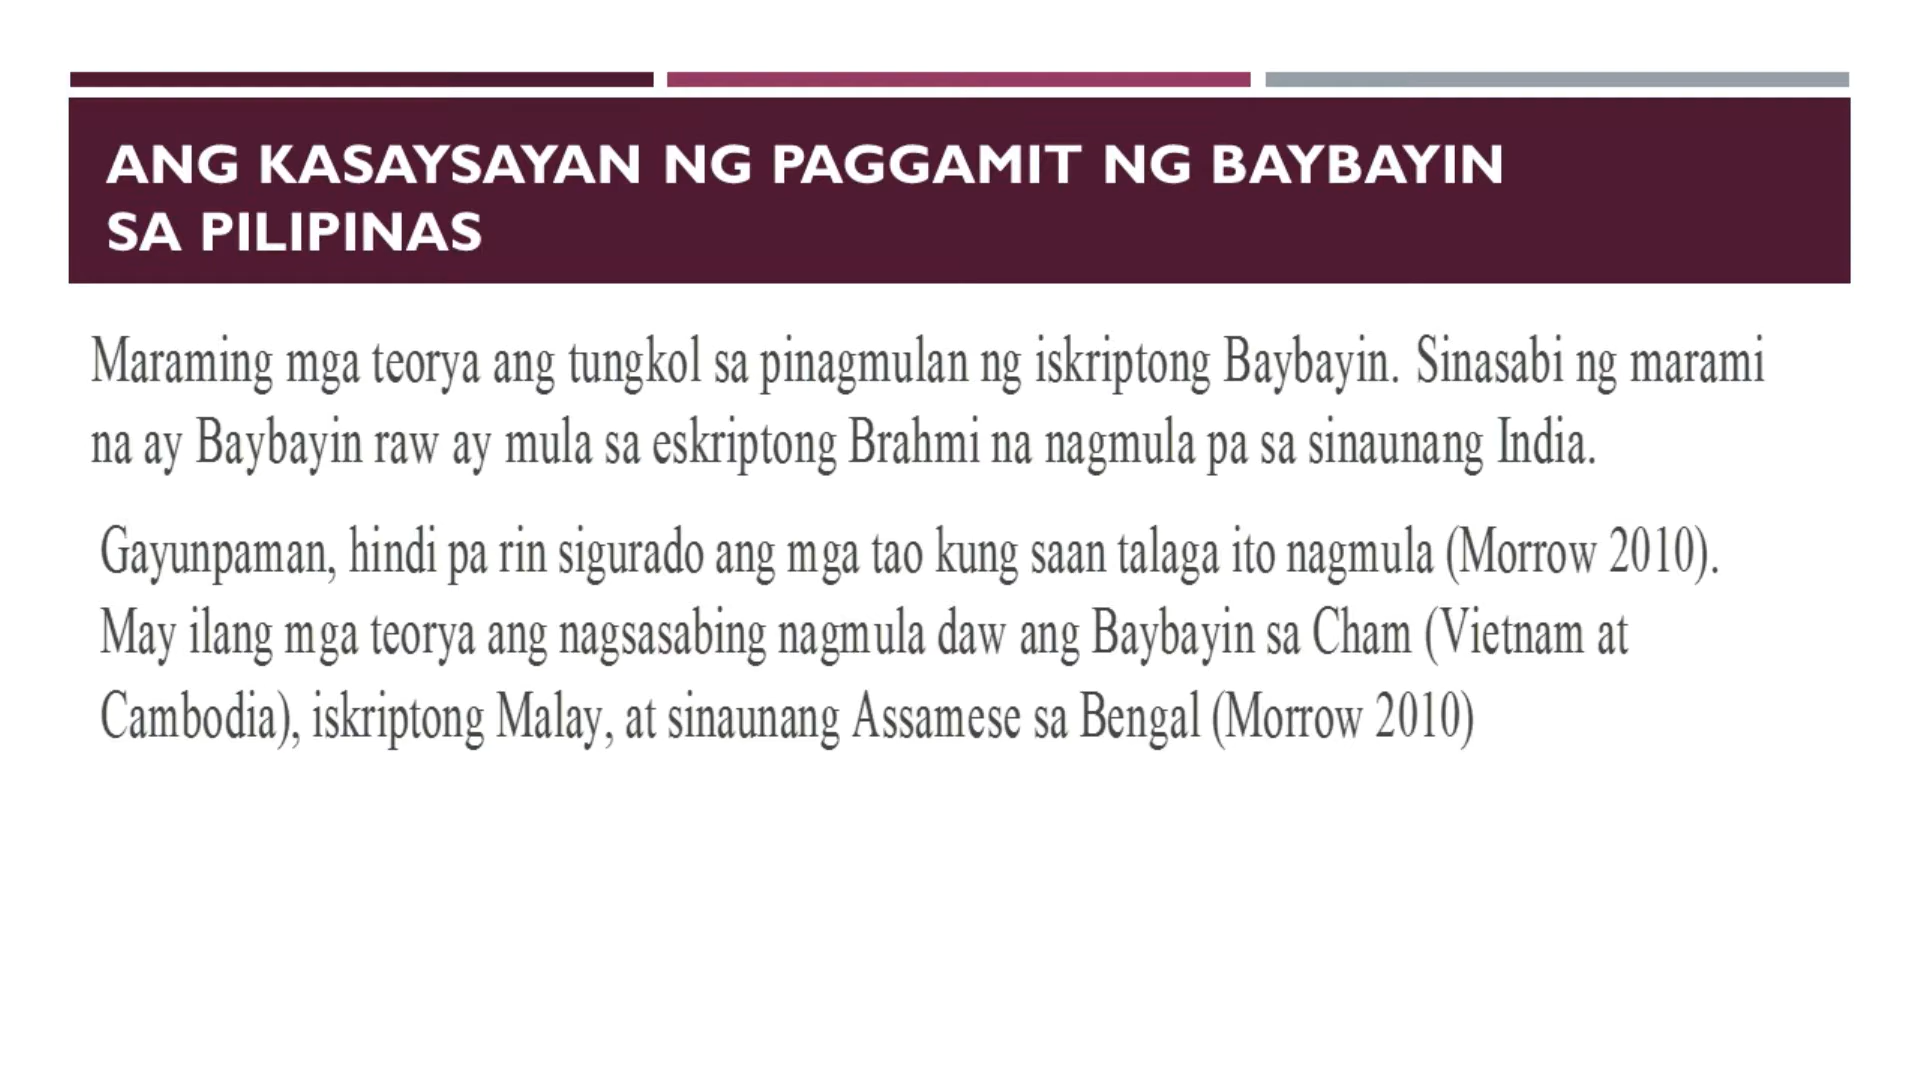 ANG KASAYSAYAN NG PAGGAMIT NG BAYBAYIN
SA PILIPINAS
Maraming mga teorya ang tungkol sa pinagmulan ng iskriptong Baybayin. Sinasabi ng marami
na ay Baybayin raw ay mula sa eskriptong Brahmi na nagmula pa sa sinaunang India.
Gayunpaman, hindi pa rin sigurado ang mga tao kung saan talaga ito nagmula (Morrow 2010).
May ilang mga teorya ang nagsasabing nagmula daw ang Baybayin sa Cham (Vietnam at
Cambodia), iskriptong Malay, at sinaunang Assamese sa Bengal (Morrow 2010)